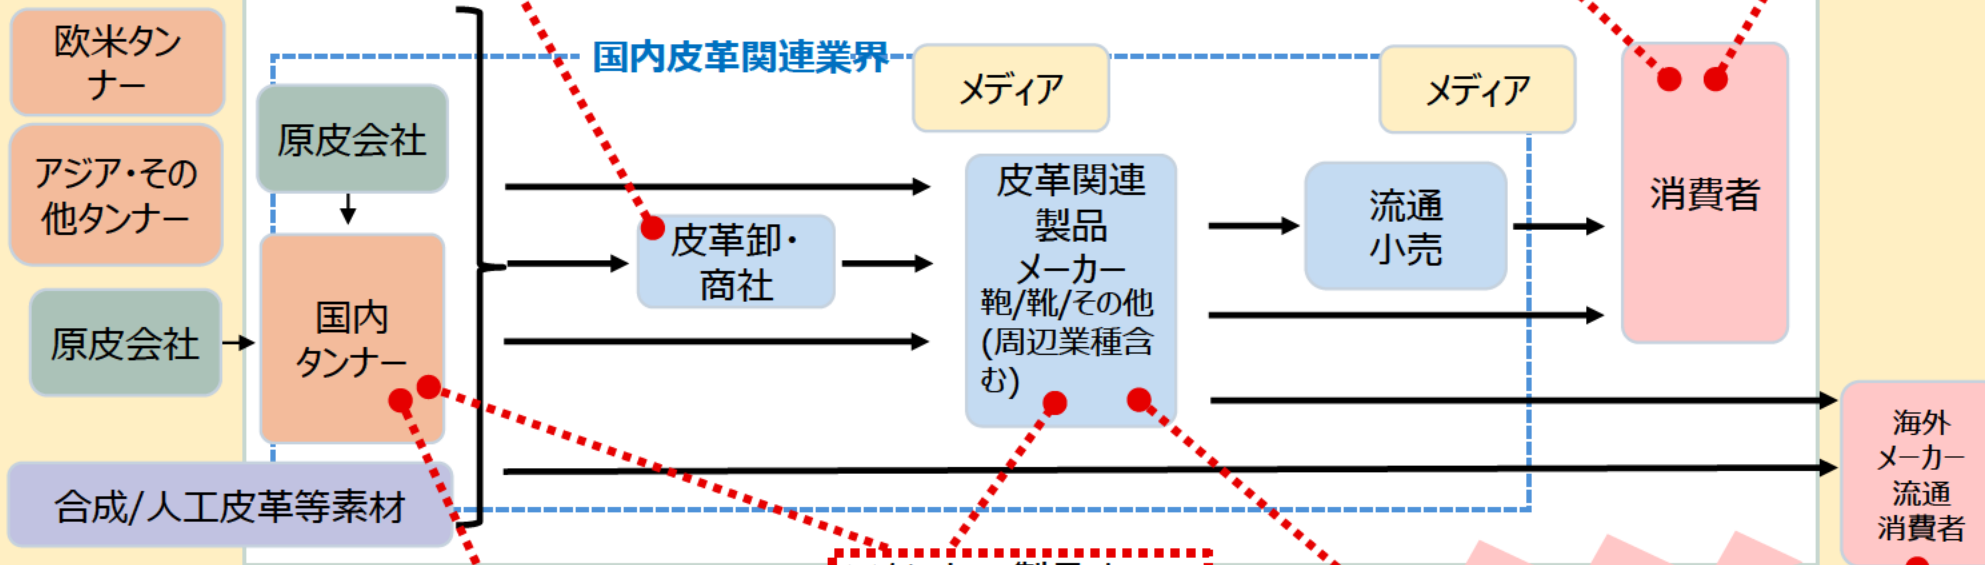 欧米タン
ナー
アジア・その
他タンナー
原皮会社
国内皮革関連業界
原皮会社
国内
タンナー
合成/人工皮革等素材
皮革卸・
商社
メディア
皮革関連
製品
メーカー
鞄/靴/その他
(周辺業種含
む)
メディア
流通
小売
消費者
海外
メーカー
流通
消費者